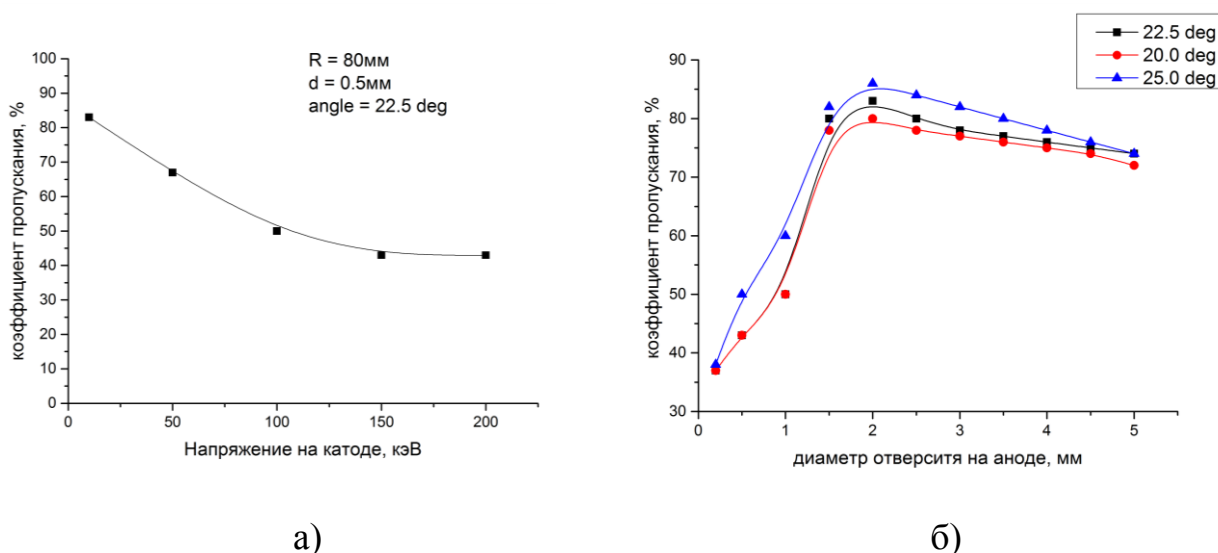 100
90
80
70
60
50
40
30
20
10
0
коэффициент пропускания, %
R = 80мм
d = 0.5мм
angle = 22.5 deg
0 50 100 150 200
Напряжение на катоде, кэВ
а)
22.5 deg
20.0 deg
25.0 deg
90
80
70
60
50
40
30
коэффициент пропускания, %
0 1 2 3 4 5
диаметр отверситя на аноде, мм
б)